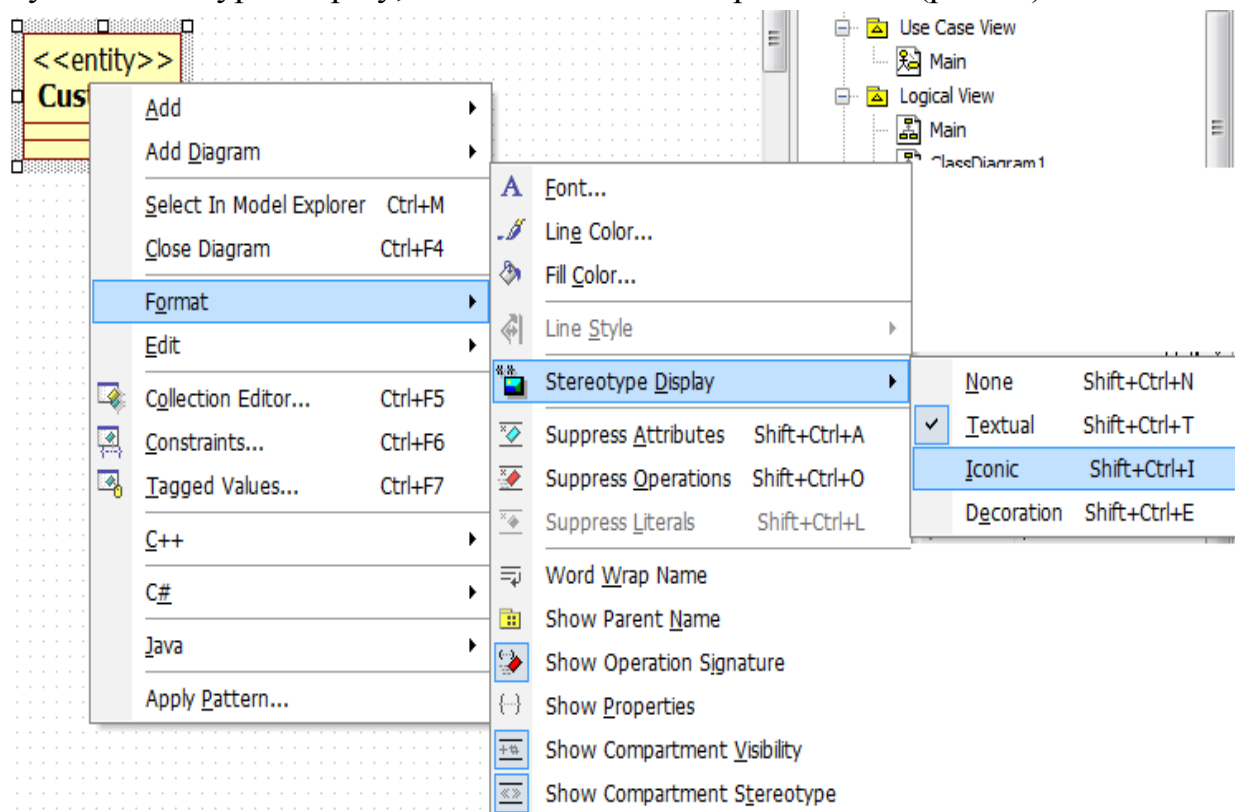 <<entity>>
Cus
Add
Add Diagram
Select In Model Explorer Ctrl+M
Close Diagram Ctrl+F4
Format
Edit
Collection Editor... Ctrl+F5
Constraints... Ctrl+F6
Tagged Values... Ctrl+F7
C++
C#
Java
Apply Pattern...
Font...
Line Color...
Fill Color...
Line Style
Stereotype Display
Suppress Attributes Shift+Ctrl+A
Suppress Operations Shift+Ctrl+O
Suppress Literals Shift+Ctrl+L
Word Wrap Name
Show Parent Name
Show Operation Signature
Show Properties
Show Compartment Visibility
Show Compartment Stereotype
None Shift+Ctrl+N
Textual Shift+Ctrl+T
Iconic Shift+Ctrl+I
Decoration Shift+Ctrl+E
Use Case View
Main
Logical View
Main
ClassDiagram1